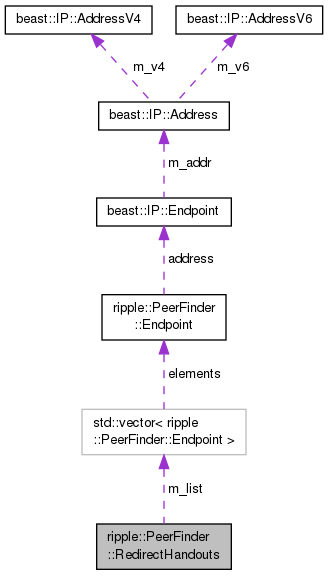 beast::IP::AddressV4
beast::IP::AddressV6
m_v4
m_v6
beast::IP::Address
m_addr
beast::IP::Endpoint
address
ripple::PeerFinder
::Endpoint
elements
std::vector< ripple
::PeerFinder::Endpoint >
m_list
ripple::PeerFinder
::RedirectHandouts